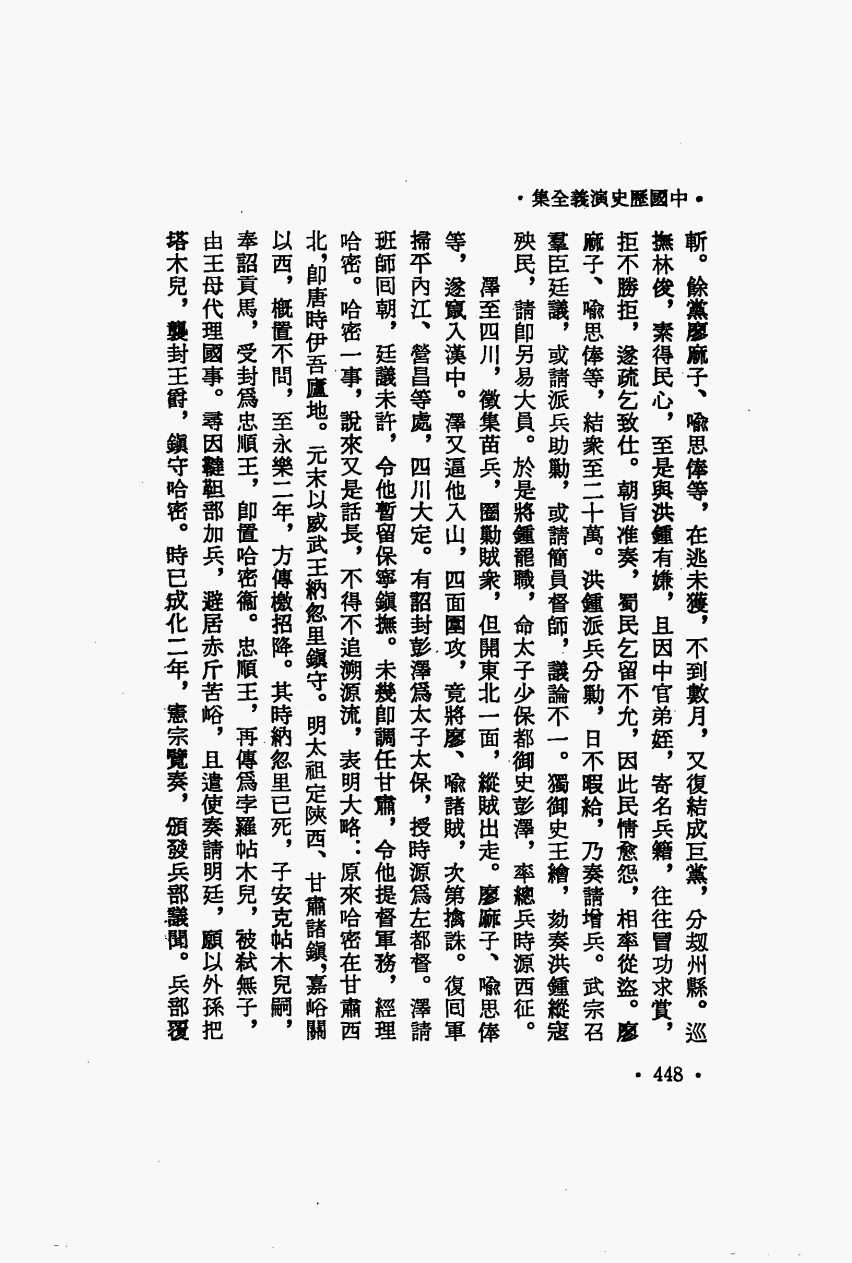 ·中國歷史演義全集·
斬。餘黨廖麻子、喻思俸等，在逃未獲，不到數月，又復結成巨黨，分刼州縣。巡
撫林俊，素得民心，至是與洪鍾有嫌，且因中官弟姪，寄名兵籍，往往冒功求賞，
拒不勝拒，遂疏乞致仕。朝旨准奏，蜀民乞留不允，因此民情愈怨，相率從盜。廖
麻子、喻思俸等，結衆至二十萬。洪鍾派兵分勦，日不暇給，乃奏請增兵。武宗召
羣臣廷議，或請派兵助勦，或請簡員督師，議論不一。獨御史王繪，劾奏洪鍾縱寇
殃民，請卽另易大員。於是將鍾罷職，命太子少保都御史彭澤，率總兵時源西征。
澤至四川，徵集苗兵，圈勦賊衆，但開東北一面，縱賊出走。廖麻子、喻思俸
等，遂竄入漢中。澤又逼他入山，四面圍攻，竟將廖、喻諸賊，次第擒誅。復囘軍
掃平內江、營昌等處，四川大定。有詔封彭澤爲太子太保，授時源爲左都督。澤請
班師囘朝，廷議未許，令他暫留保寧鎭撫。未幾卽調任甘肅，令他提督軍務，經理
哈密。哈密一事，說來又是話長，不得不追溯源流，表明大略：原來哈密在甘肅西
北，卽唐時伊吾廬地。元末以威武王納忽里鎭守。明太祖定陝西、甘肅諸鎭，嘉峪關
以西，概置不問，至永樂二年，方傳檄招降。其時納忽里已死，子安克帖木兒嗣，
奉詔貢馬，受封爲忠順王，卽置哈密衞。忠順王，再傳爲孛羅帖木兒，被弒無子，
由王母代理國事。尋因韃靼部加兵，避居赤斤苦峪，且遣使奏請明廷，願以外孫把
塔木兒，襲封王爵，鎭守哈密。時已成化二年，憲宗覽奏，頒發兵部議聞。兵部覆
·448·